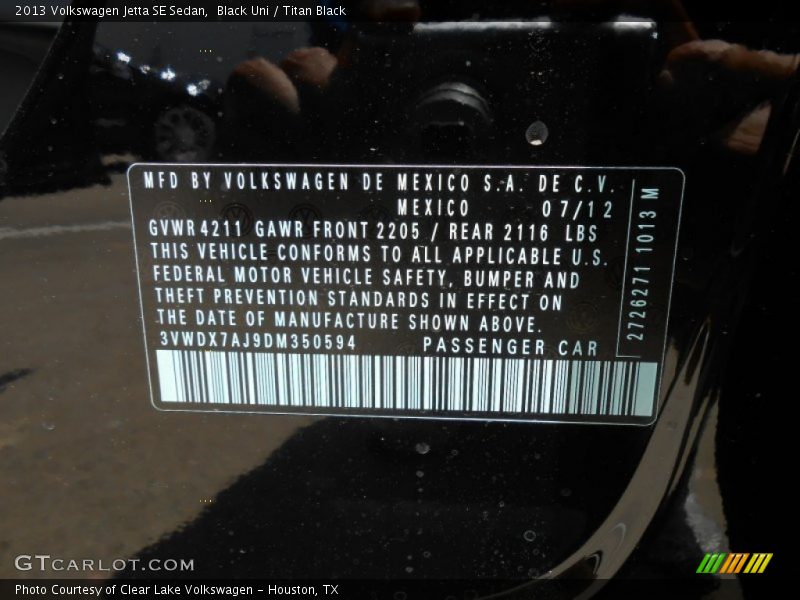 2013 Volkswagen Jetta SE Sedan,  Black Uni / Titan Black
MFD BY VOLKSWAGEN DE MEXICO S.A. DE C.V.
MEXICO 07/12
GVWR 4211 GAWR FRONT 2205 / REAR 2116 LBS
THIS VEHICLE CONFORMS TO ALL APPLICABLE U.S.
FEDERAL MOTOR VEHICLE SAFETY, BUMPER AND
THEFT PREVENTION STANDARDS IN EFFECT ON
THE DATE OF MANUFACTURE SHOWN ABOVE.
3VWDX7AJ9DM350594 PASSENGER CAR
2726271 1013 M
GTCARLOT.COM
Photo Courtesy of Clear Lake Volkswagen – Houston, TX